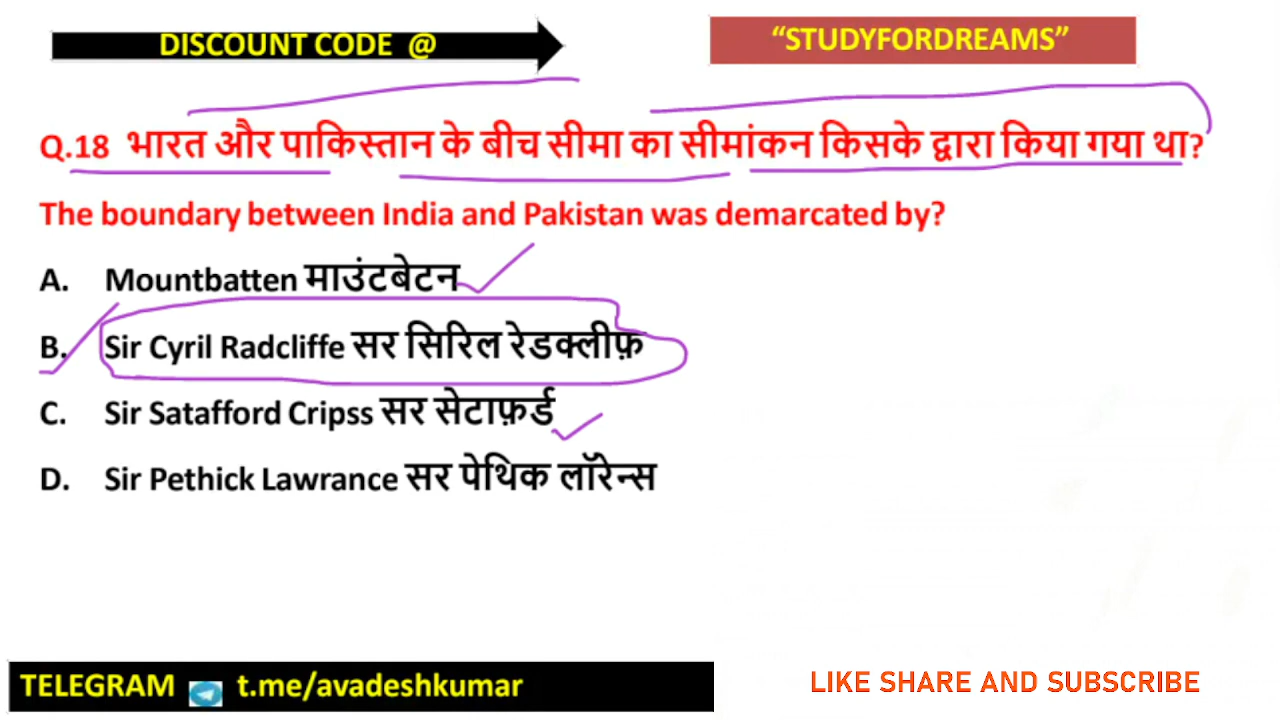 DISCOUNT CODE @
“STUDYFORDREAMS”
Q.18 भारत और पाकिस्तान के बीच सीमा का सीमांकन किसके द्वारा किया गया था?
The boundary between India and Pakistan was demarcated by?
A. Mountbatten माउंटबेटन
B. Sir Cyril Radcliffe सर सिरिल रेडक्लीफ़
C. Sir Satafford Cripss सर सेटाफ़र्ड
D. Sir Pethick Lawrance सर पेथिक लॉरेन्स
TELEGRAM t.me/avadeshkumar
LIKE SHARE AND SUBSCRIBE